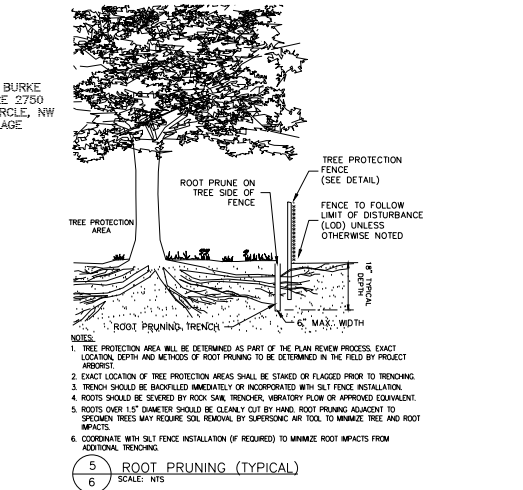 BURKE
E 2750
RCLE, NW
AGE
TREE PROTECTION
FENCE
(SEE DETAIL)
ROOT PRUNE ON
TREE SIDE OF
FENCE
FENCE TO FOLLOW
LIMIT OF DISTURBANCE
(LOD) UNLESS
OTHERWISE NOTED
TREE PROTECTION
AREA
18" TYPICAL
DEPTH
ROOT PRUNING TRENCH
6" MAX. WIDTH
NOTES:
1. TREE PROTECTION AREA WILL BE DETERMINED AS PART OF THE PLAN REVIEW PROCESS. EXACT
LOCATION, DEPTH AND METHODS OF ROOT PRUNING TO BE DETERMINED IN THE FIELD BY PROJECT
ARBORIST.
2. EXACT LOCATION OF TREE PROTECTION AREAS SHALL BE STAKED OR FLAGGED PRIOR TO TRENCHING.
3. TRENCH SHOULD BE BACKFILLED IMMEDIATELY OR INCORPORATED WITH SILT FENCE INSTALLATION.
4. ROOTS SHOULD BE SEVERED BY ROCK SAW, TRENCHER, VIBRATORY PLOW OR APPROVED EQUIVALENT.
5. ROOTS OVER 1.5" DIAMETER SHOULD BE CLEANLY CUT BY HAND. ROOT PRUNING ADJACENT TO
SPECIMEN TREES MAY REQUIRE SOIL REMOVAL BY SUPERSONIC AIR TOOL TO MINIMIZE TREE AND ROOT
IMPACTS.
6. COORDINATE WITH SILT FENCE INSTALLATION (IF REQUIRED) TO MINIMIZE ROOT IMPACTS FROM
ADDITIONAL TRENCHING.
5
6
ROOT PRUNING (TYPICAL)
SCALE: NTS